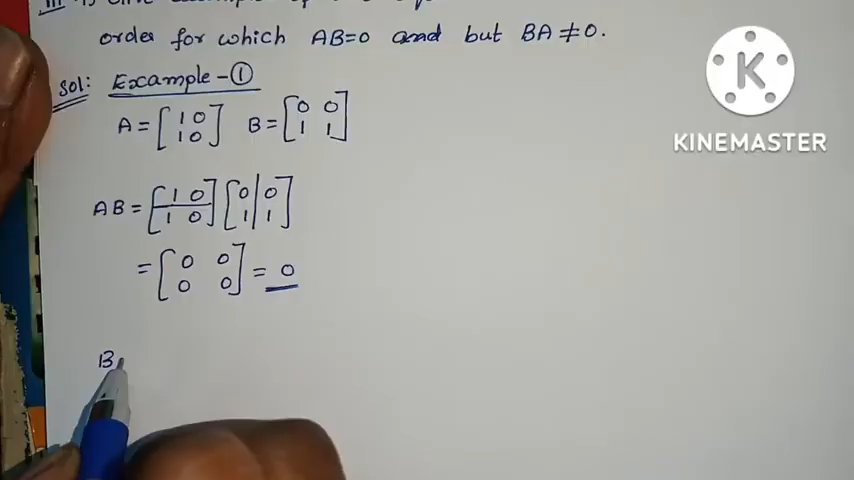 order for which AB=0 and but BA≠0.
Sol: Example-①
A = [1 0 1 0] B = [0 0 1 1]
AB = [1 0 1 0] [0 0 1 1]
= [0 0 0 0] = 0
B
K
KINEMASTER